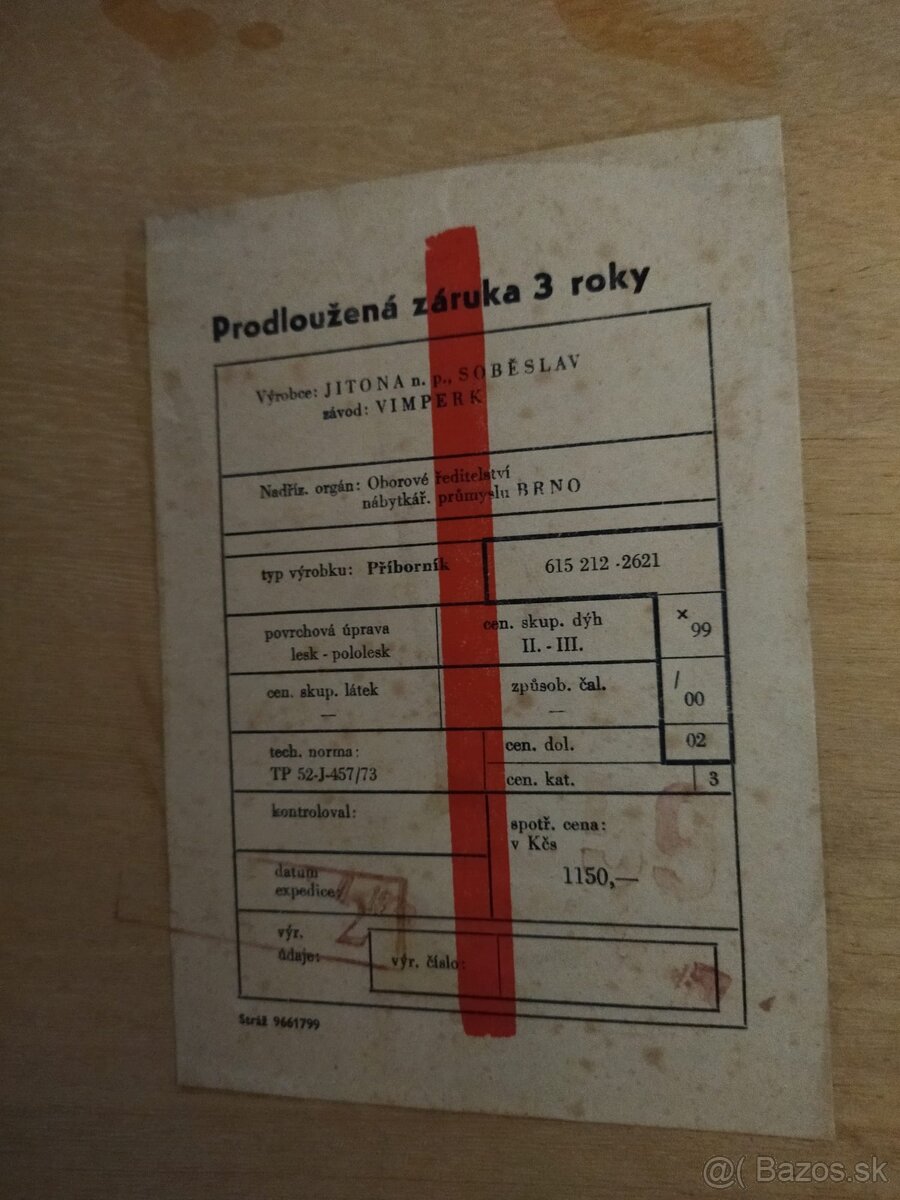 Prodloužená záruka 3 roky
Výrobce: JITONA n. p., SOBĚSLAV
závod: VIMPERK
Nadříz. orgán: Oborové ředitelství
nábytkář. průmyslu BRNO
typ výrobku: Příborník
615 212 -2621
povrchová úprava
lesk - pololesk
cen. skup. dýh
II. - III.
×
99
cen. skup. látek
—
způsob. čal.
—
/
00
tech. norma:
TP 52-J-457/73
cen. dol.
02
cen. kat.
3
kontroloval:
spotř. cena:
v Kčs
1150,—
datum
expedice:
výr.
údaje:
výr. číslo:
Stráž 9661799
@( Bazos.sk